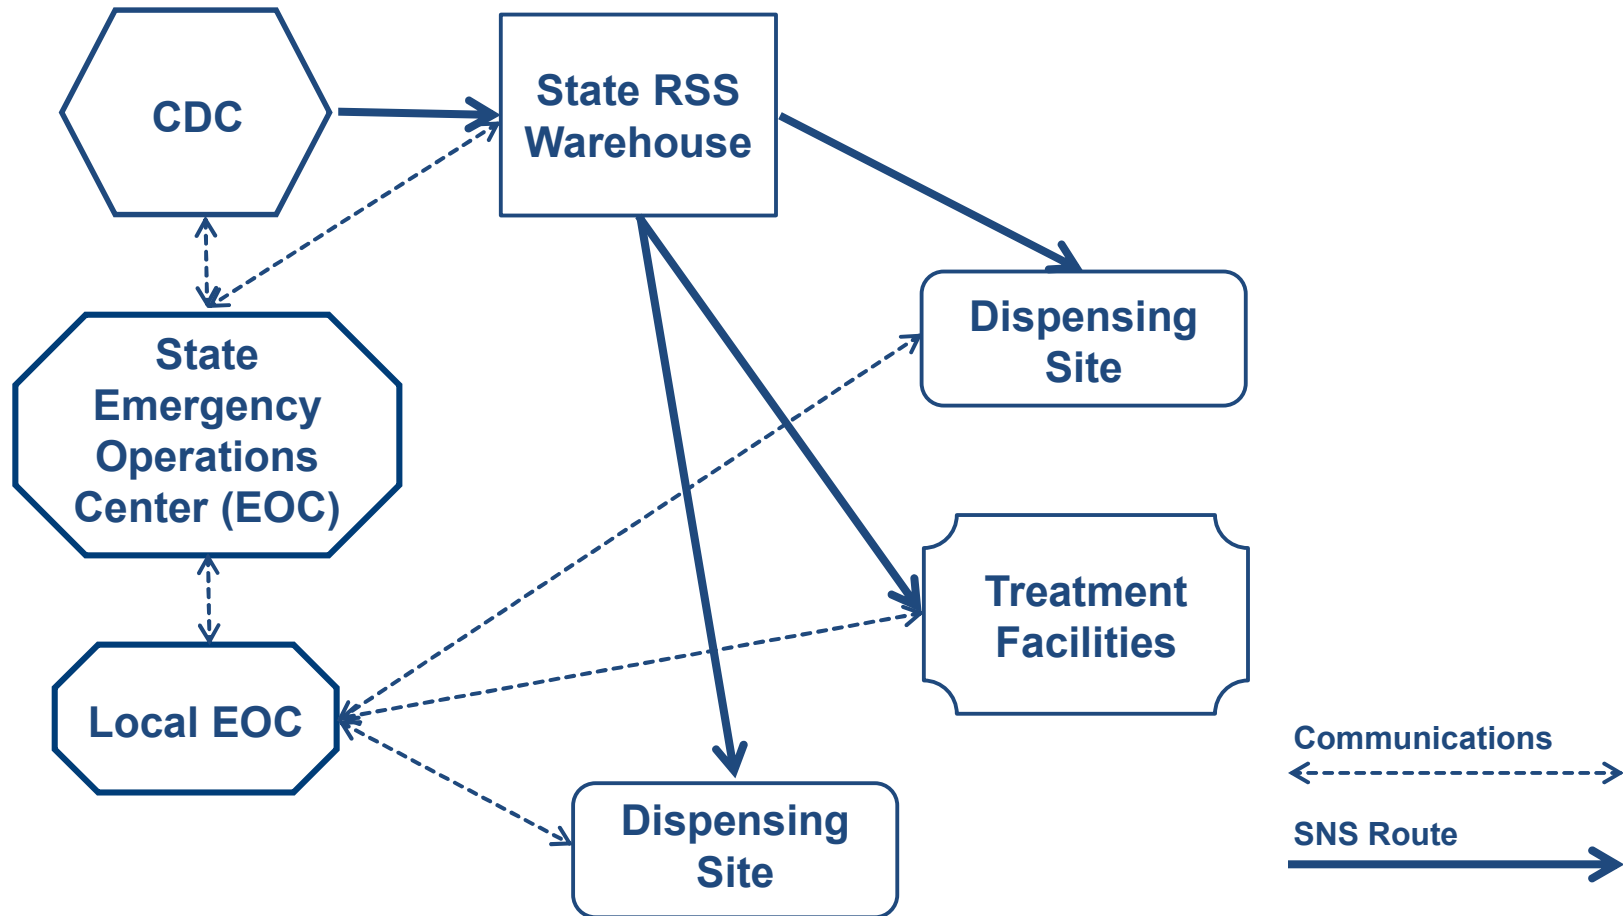 CDC
State RSS
Warehouse
State
Emergency
Operations
Center (EOC)
Dispensing
Site
Treatment
Facilities
Local EOC
Dispensing
Site
Communications
SNS Route